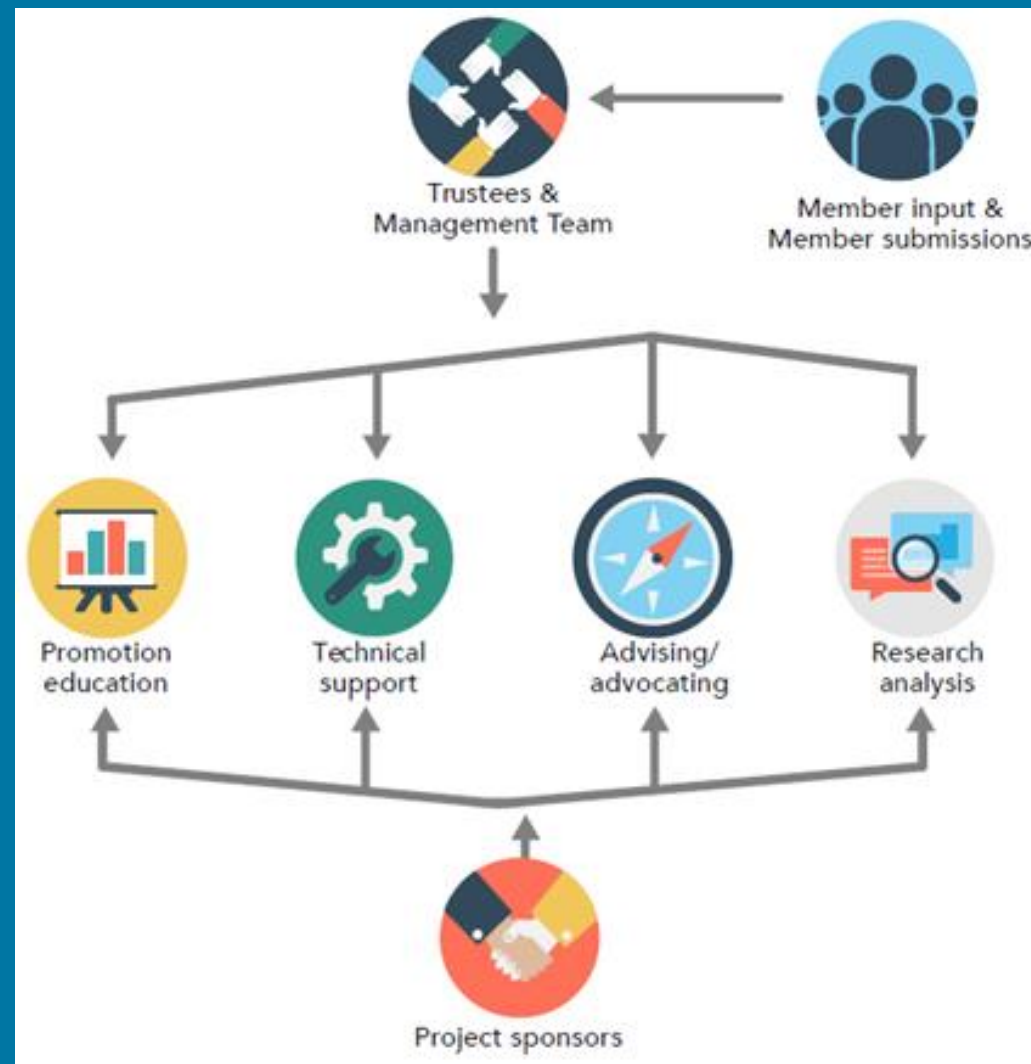 Trustees &
Management Team
Member input &
Member submissions
Promotion
education
Technical
support
Advising/
advocating
Research
analysis
Project sponsors